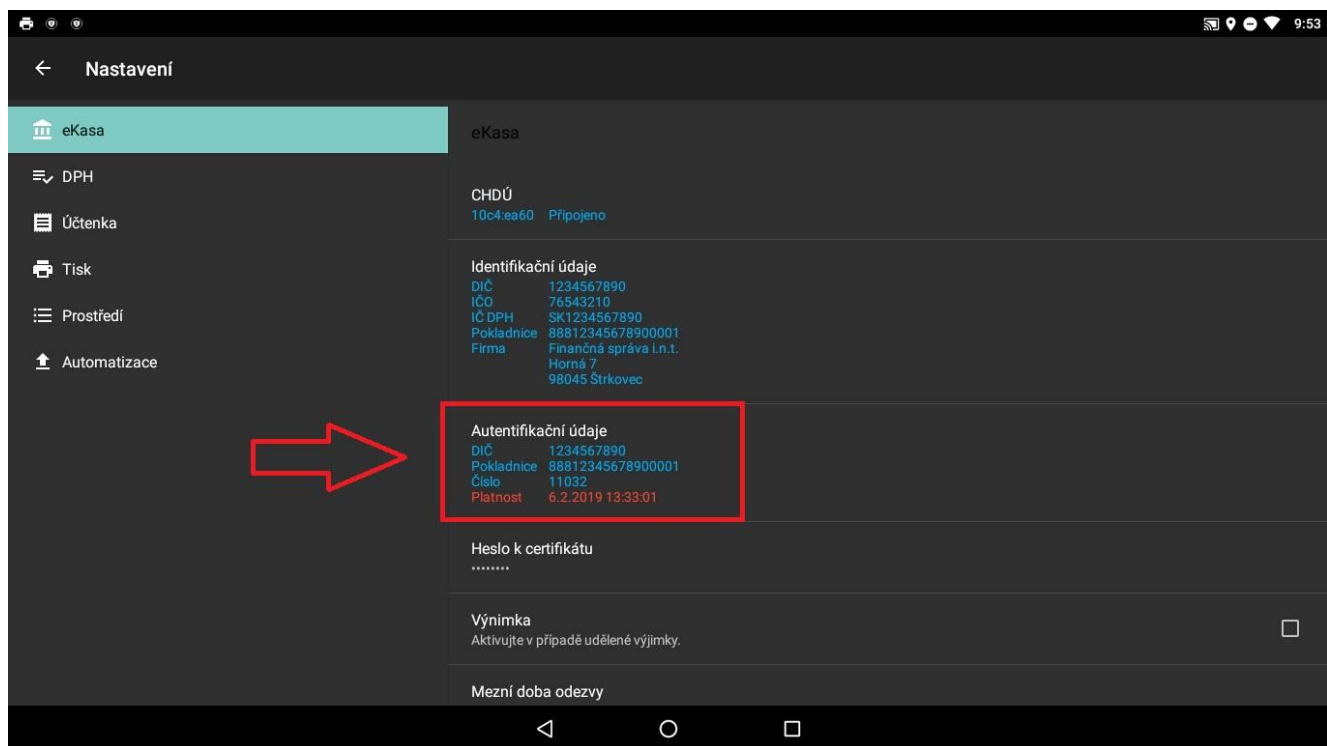 9:53
Nastavení
eKasa
DPH
Účtenka
Tisk
Prostředí
Automatizace
eKasa
CHDÚ
10c4:ea60 Připojeno
Identifikační údaje
DIČ 1234567890
IČO 76543210
IČ DPH SK1234567890
Pokladnice 88812345678900001
Firma Finančná správa i.n.t.
Horná 7
98045 Štrkovec
Autentifikační údaje
DIČ 1234567890
Pokladnice 88812345678900001
Číslo 11032
Platnost 6.2.2019 13:33:01
Heslo k certifikátu
••••••••
Výnimka
Aktivujte v případě udělené výjimky.
Mezní doba odezvy